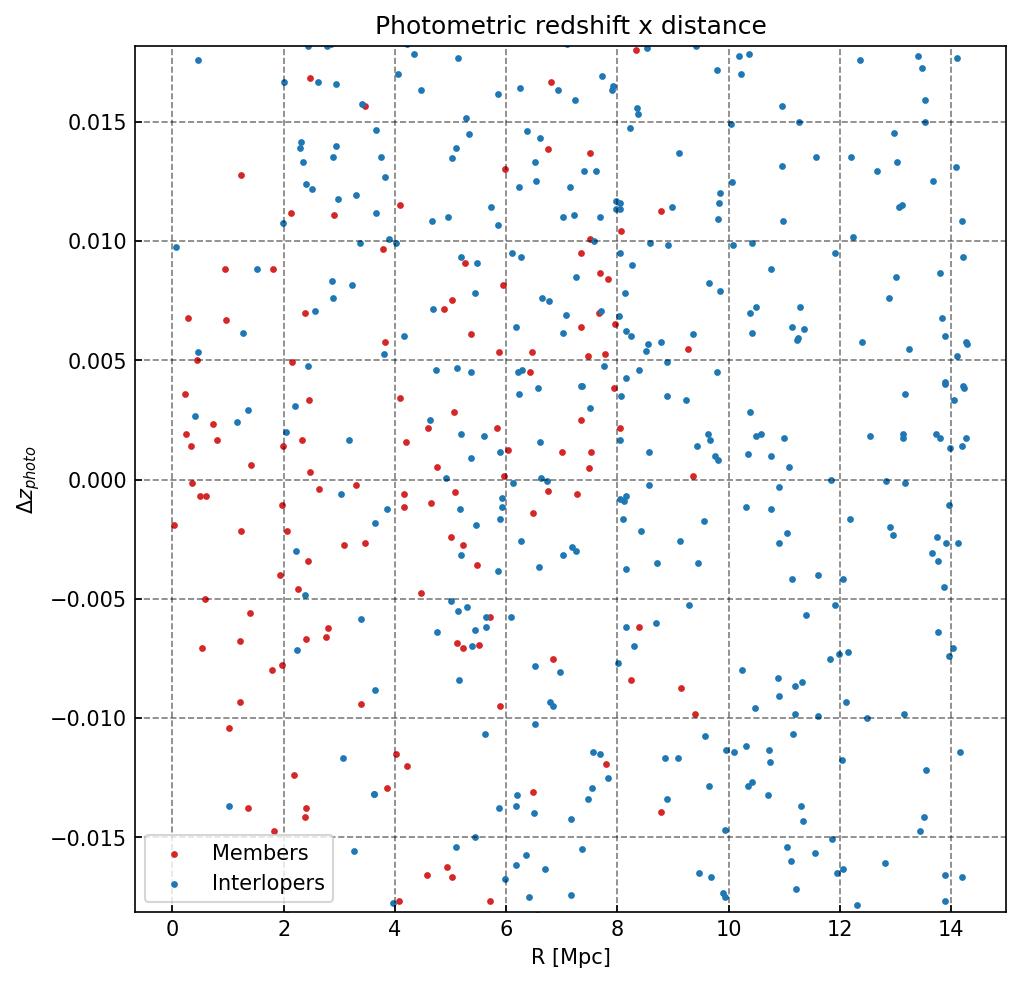 Photometric redshift x distance
0.015
0.010
0.005
0.000
−0.005
−0.010
−0.015
Δz_photo
Members
Interlopers
0 2 4 6 8 10 12 14
R [Mpc]